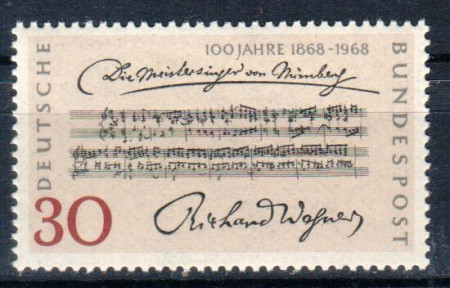 DEUTSCHE
100 JAHRE 1868-1968
Die Meistersinger von Nürnberg
Richard Wagner
30
BUNDESPOST